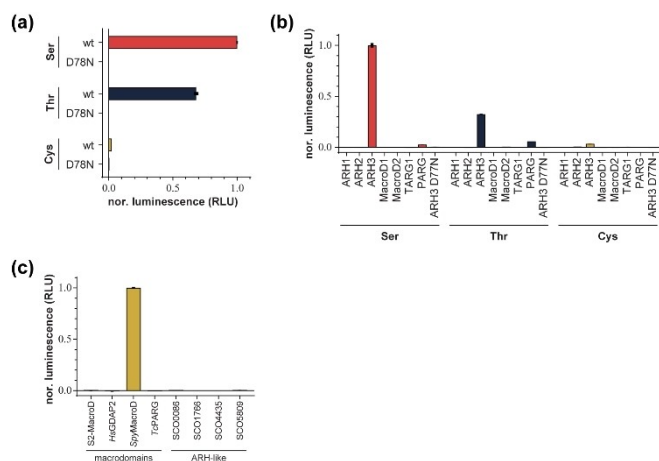 (a)
Ser
wt
D78N
Thr
wt
D78N
Cys
wt
D78N
0.0 0.5 1.0
nor. luminescence (RLU)
(b)
nor. luminescence (RLU)
1.0
0.5
0.0
ARH1 ARH2 ARH3 MacroD1 MacroD2 TARG1 PARG ARH3 D77N ARH1 ARH2 ARH3 MacroD1 MacroD2 TARG1 PARG ARH3 D77N ARH1 ARH2 ARH3 MacroD1 MacroD2 TARG1 PARG ARH3 D77N
Ser Thr Cys
(c)
nor. luminescence (RLU)
1.0
0.5
0.0
S2-MacroD HsGDAP2 SpyMacroD TcPARG SCO0086 SCO1766 SCO4435 SCO5809
macrodomains ARH-like